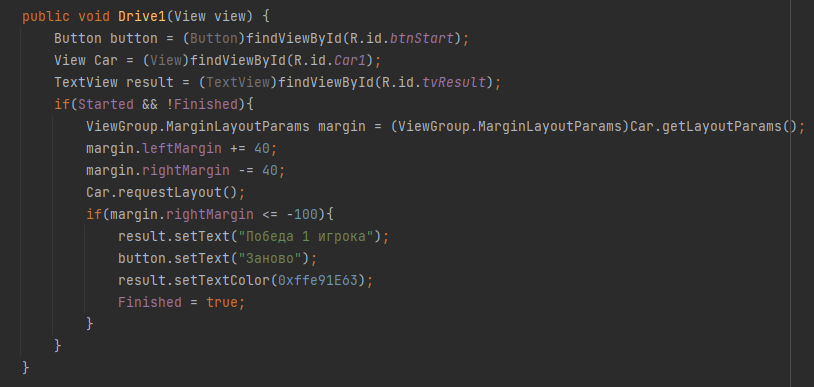 public void Drive1(View view) {
    Button button = (Button)findViewById(R.id.btnStart);
    View Car = (View)findViewById(R.id.Car1);
    TextView result = (TextView)findViewById(R.id.tvResult);
    if(Started && !Finished){
        ViewGroup.MarginLayoutParams margin = (ViewGroup.MarginLayoutParams)Car.getLayoutParams();
        margin.leftMargin += 40;
        margin.rightMargin -= 40;
        Car.requestLayout();
        if(margin.rightMargin <= -100){
            result.setText("Победа 1 игрока");
            button.setText("Заново");
            result.setTextColor(0xffe91E63);
            Finished = true;
        }
    }
}